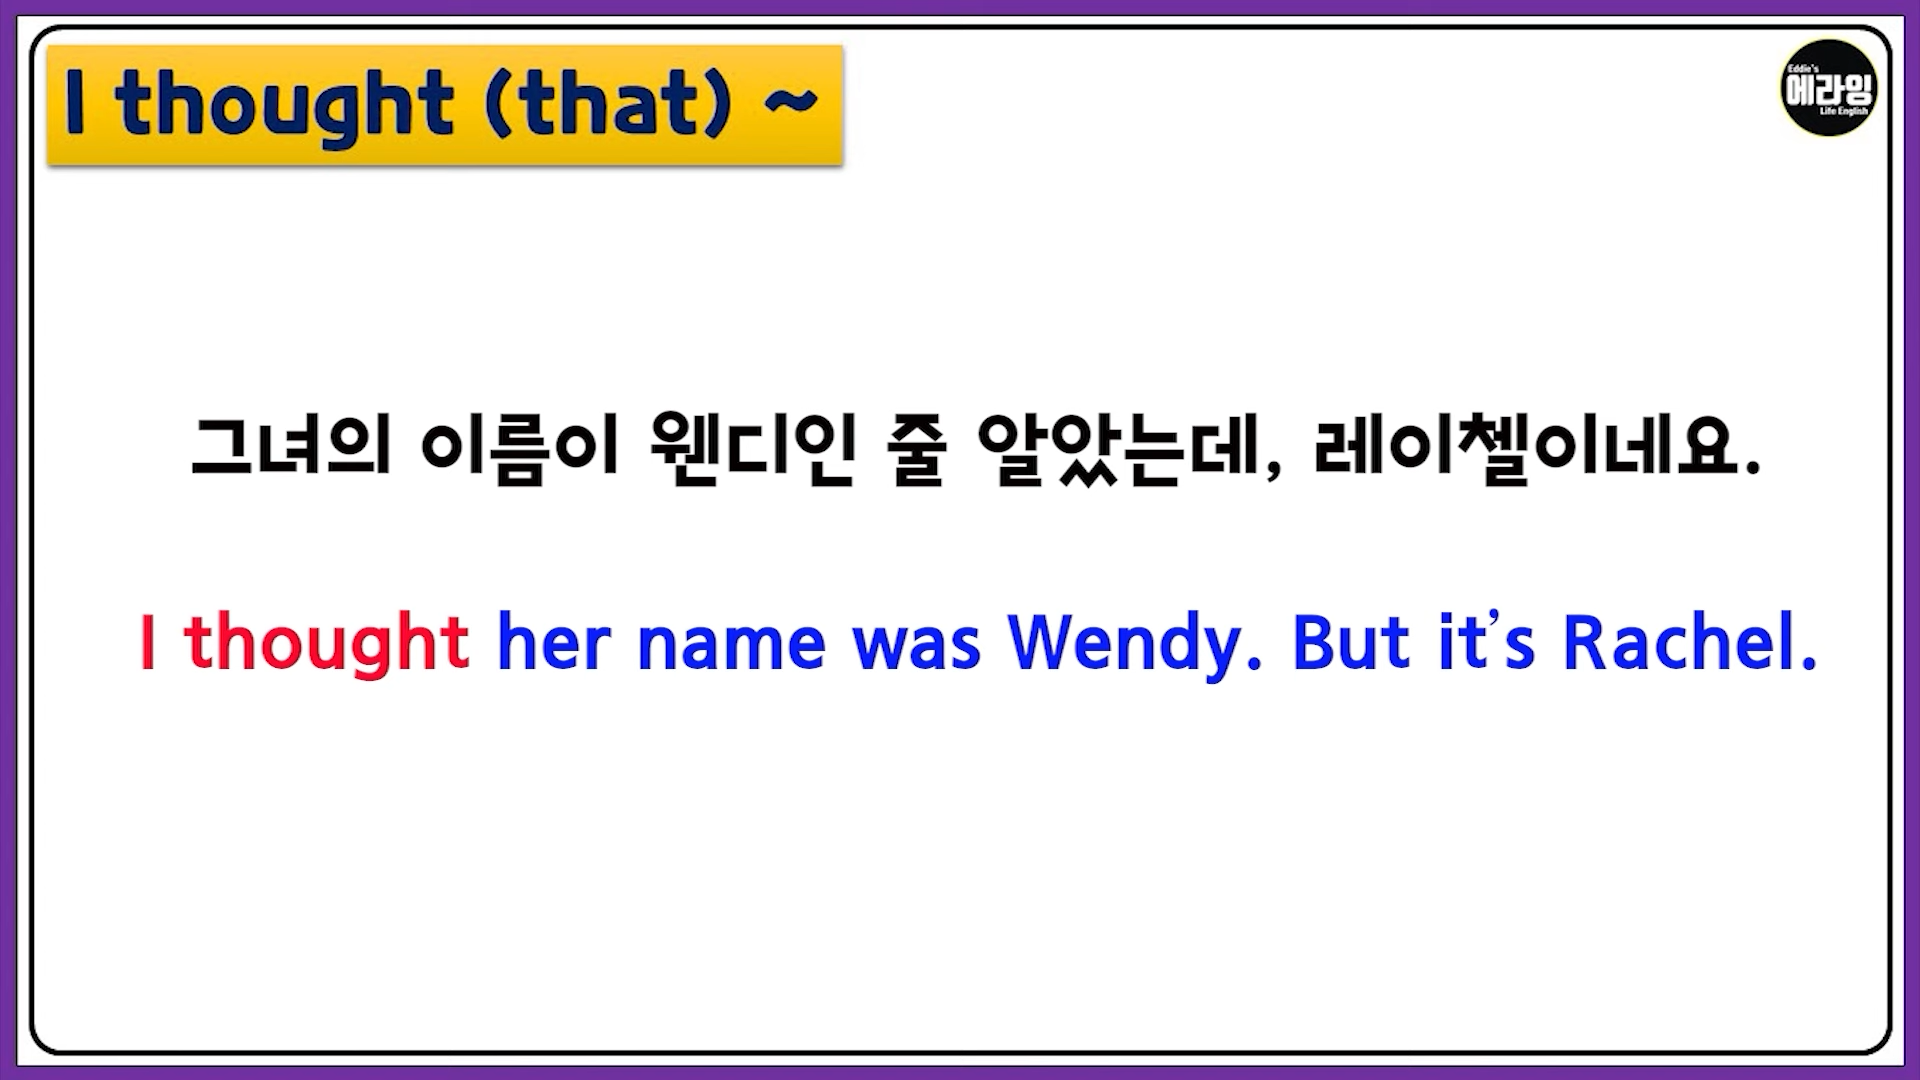 I thought (that) ~
Eddie's
에라잉
Life English
그녀의 이름이 웬디인 줄 알았는데, 레이첼이네요.
I thought her name was Wendy. But it’s Rachel.